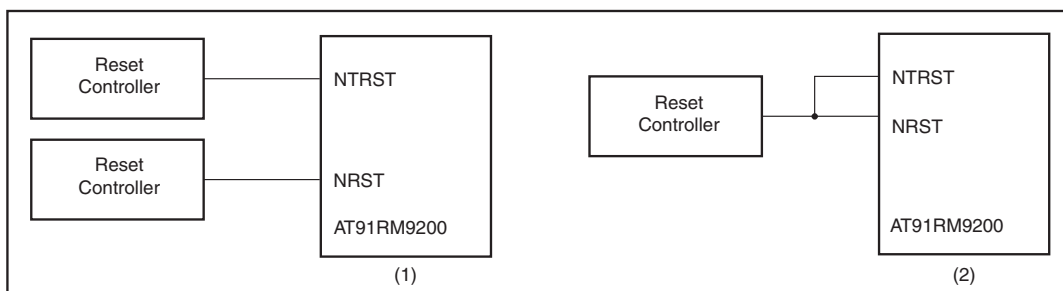 Reset
Controller
NTRST
Reset
Controller
NRST
AT91RM9200
(1)
Reset
Controller
NTRST
NRST
AT91RM9200
(2)